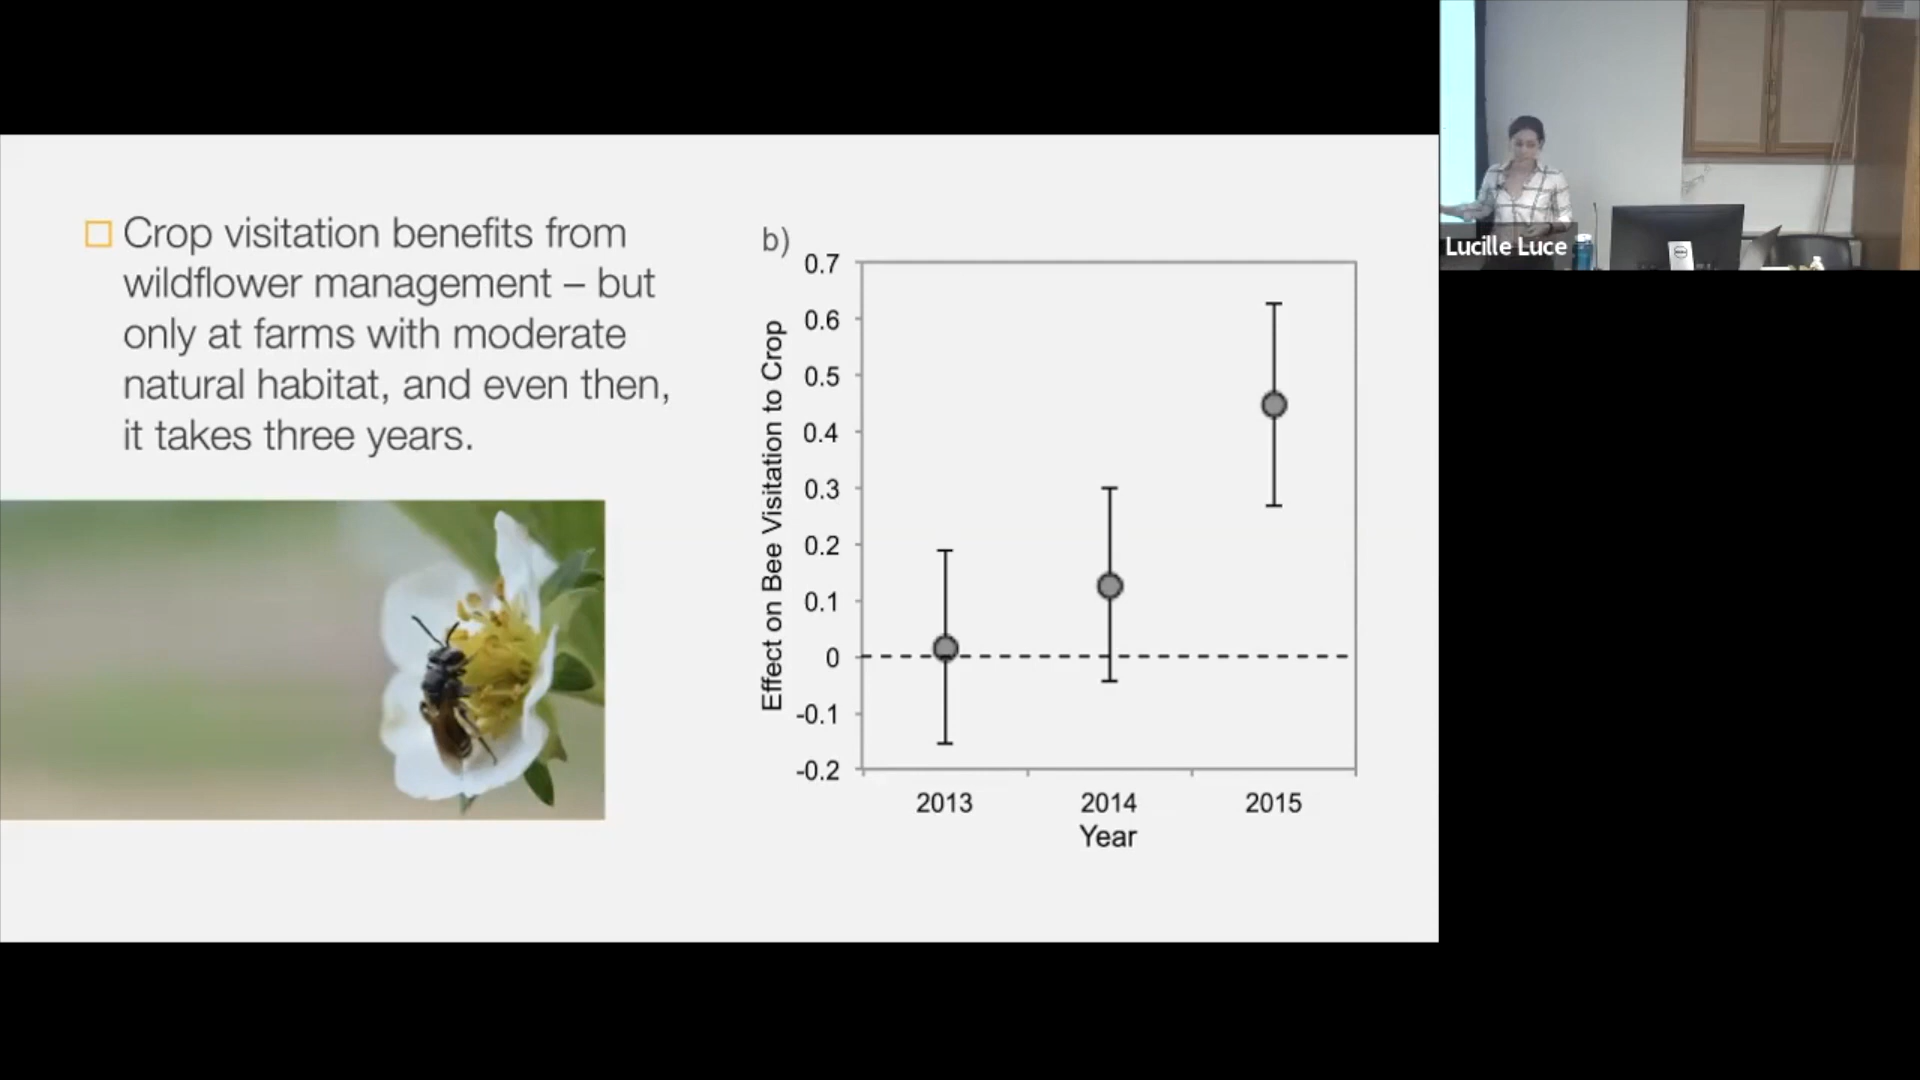 Crop visitation benefits from
wildflower management – but
only at farms with moderate
natural habitat, and even then,
it takes three years.
b)
Effect on Bee Visitation to Crop
0.7
0.6
0.5
0.4
0.3
0.2
0.1
0
-0.1
-0.2
2013 2014 2015
Year
Lucille Luce